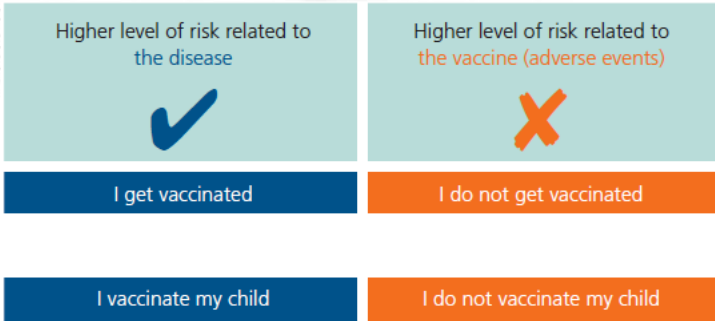 Higher level of risk related to
the disease
Higher level of risk related to
the vaccine (adverse events)
I get vaccinated
I do not get vaccinated
I vaccinate my child
I do not vaccinate my child